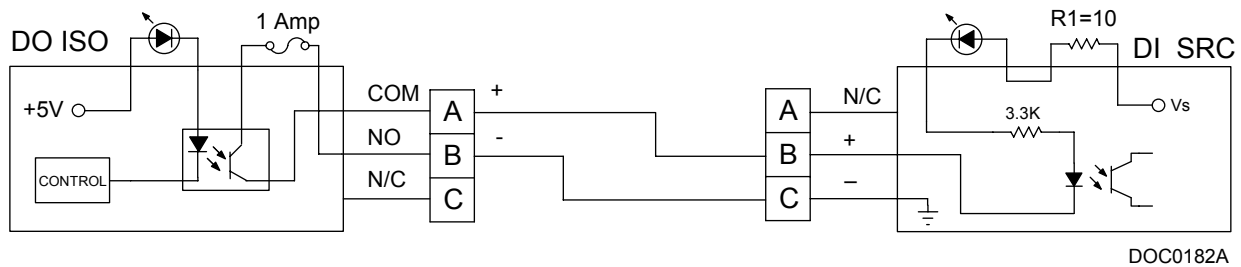 DO ISO
1 Amp
+5V
CONTROL
COM
NO
N/C
A
B
C
+
-
A
B
C
N/C
+
–
R1=10
DI SRC
Vs
3.3K
DOC0182A